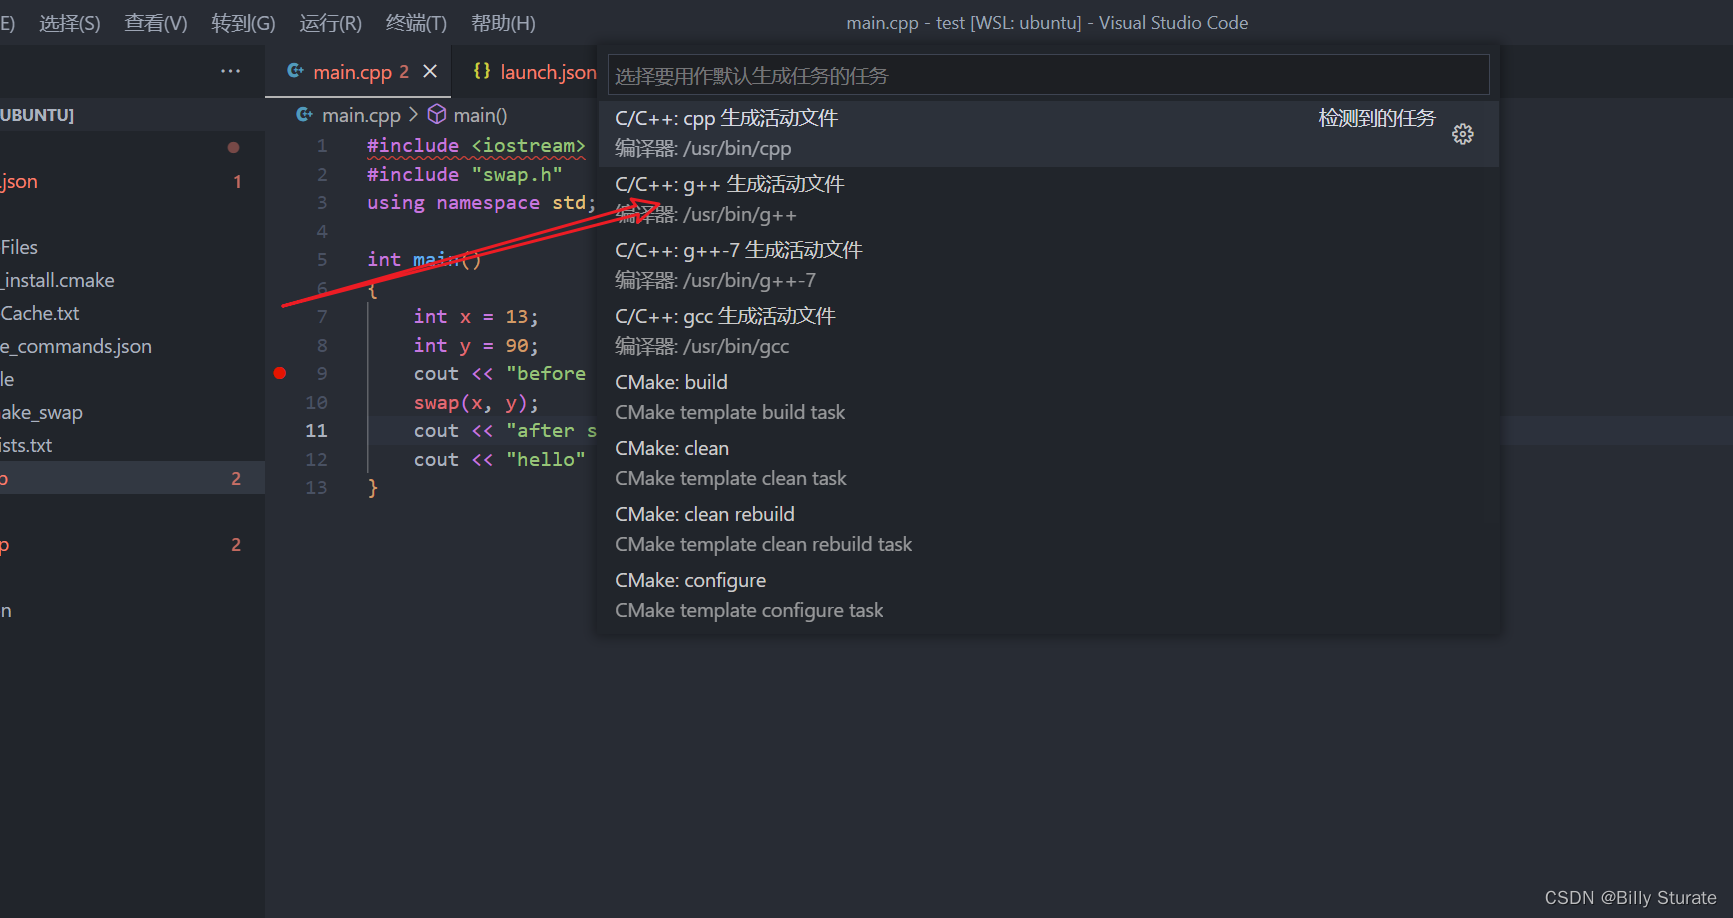 E) 选择(S) 查看(V) 转到(G) 运行(R) 终端(T) 帮助(H) main.cpp - test [WSL: ubuntu] - Visual Studio Code
main.cpp 2 launch.json
选择要用作默认生成任务的任务
C/C++: cpp 生成活动文件 检测到的任务
编译器: /usr/bin/cpp
C/C++: g++ 生成活动文件
编译器: /usr/bin/g++
C/C++: g++-7 生成活动文件
编译器: /usr/bin/g++-7
C/C++: gcc 生成活动文件
编译器: /usr/bin/gcc
CMake: build
CMake template build task
CMake: clean
CMake template clean task
CMake: clean rebuild
CMake template clean rebuild task
CMake: configure
CMake template configure task
UBUNTU]
.json 1
Files
_install.cmake
Cache.txt
e_commands.json
le
ake_swap
ists.txt
p 2
p 2
n
main.cpp > main()
1 #include <iostream>
2 #include "swap.h"
3 using namespace std;
4
5 int main()
6 {
7 int x = 13;
8 int y = 90;
9 cout << "before
10 swap(x, y);
11 cout << "after s
12 cout << "hello"
13 }
CSDN @Billy Sturate